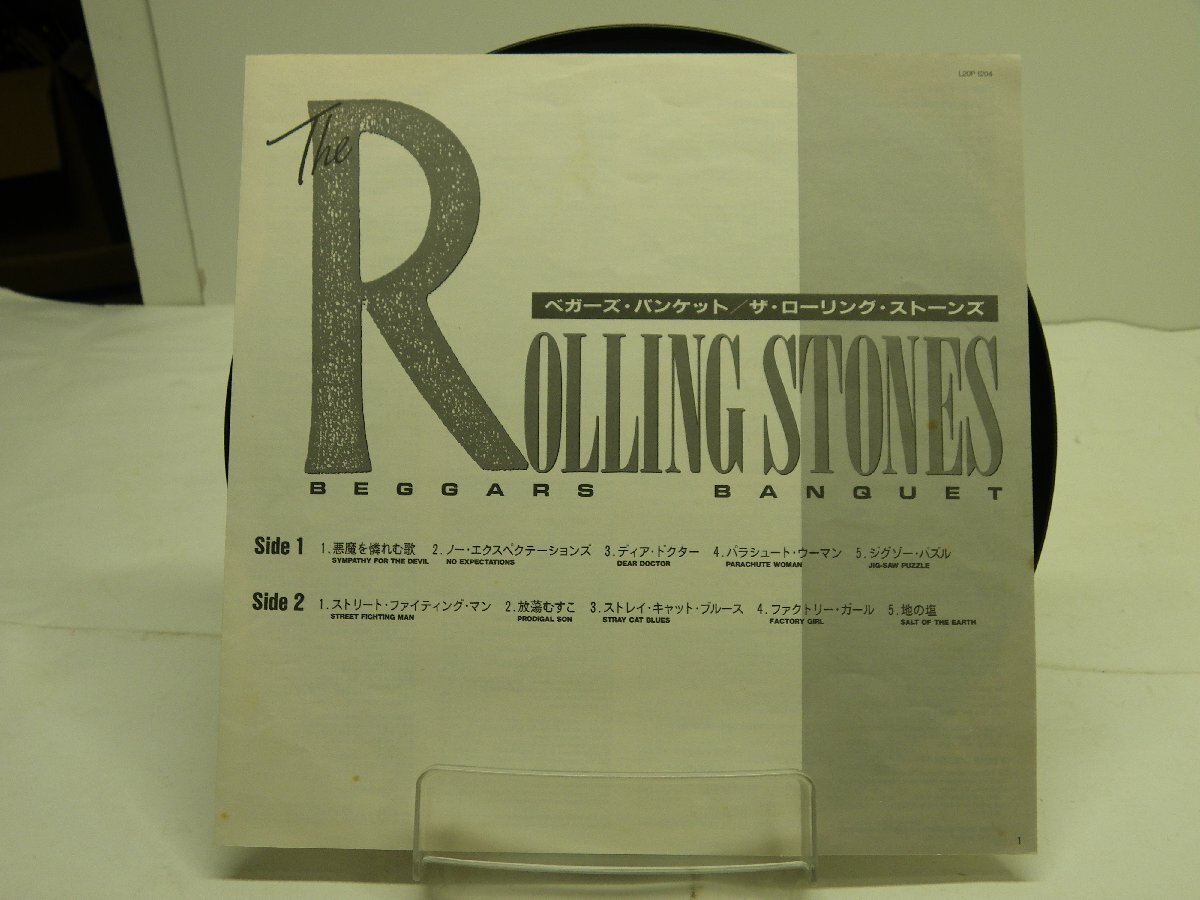 L20P 1204
The ROLLING STONES
ベガーズ・バンケット/ザ・ローリング・ストーンズ
BEGGARS BANQUET
Side 1 1.悪魔を憐れむ歌 2.ノー・エクスペクテーションズ 3.ディア・ドクター 4.パラシュート・ウーマン 5.ジグゾー・パズル
SYMPATHY FOR THE DEVIL NO EXPECTATIONS DEAR DOCTOR PARACHUTE WOMAN JIG-SAW PUZZLE
Side 2 1.ストリート・ファイティング・マン 2.放蕩むすこ 3.ストレイ・キャット・ブルース 4.ファクトリー・ガール 5.地の塩
STREET FIGHTING MAN PRODIGAL SON STRAY CAT BLUES FACTORY GIRL SALT OF THE EARTH
1